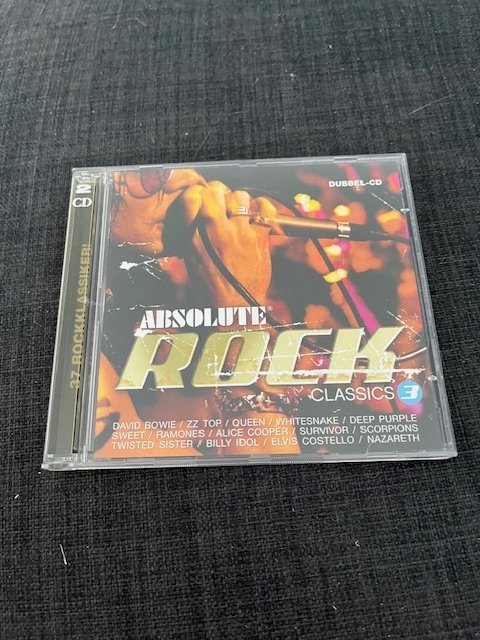 2
CD
37 ROCKKLASSIKER!
DUBBEL-CD
ABSOLUTE®
ROCK
CLASSICS 3
DAVID BOWIE / ZZ TOP / QUEEN / WHITESNAKE / DEEP PURPLE
SWEET / RAMONES / ALICE COOPER / SURVIVOR / SCORPIONS
TWISTED SISTER / BILLY IDOL / ELVIS COSTELLO / NAZARETH